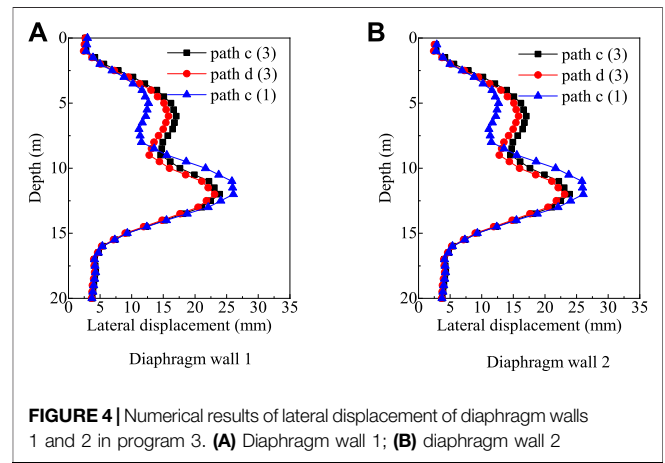 A
B
path c (3)
path d (3)
path c (1)
path c (3)
path d (3)
path c (1)
Depth (m)
0
5
10
15
20
0 5 10 15 20 25 30 35
Lateral displacement (mm)
Diaphragm wall 1
Depth (m)
0
5
10
15
20
0 5 10 15 20 25 30 35
Lateral displacement (mm)
Diaphragm wall 2
FIGURE 4 | Numerical results of lateral displacement of diaphragm walls
1 and 2 in program 3. (A) Diaphragm wall 1; (B) diaphragm wall 2